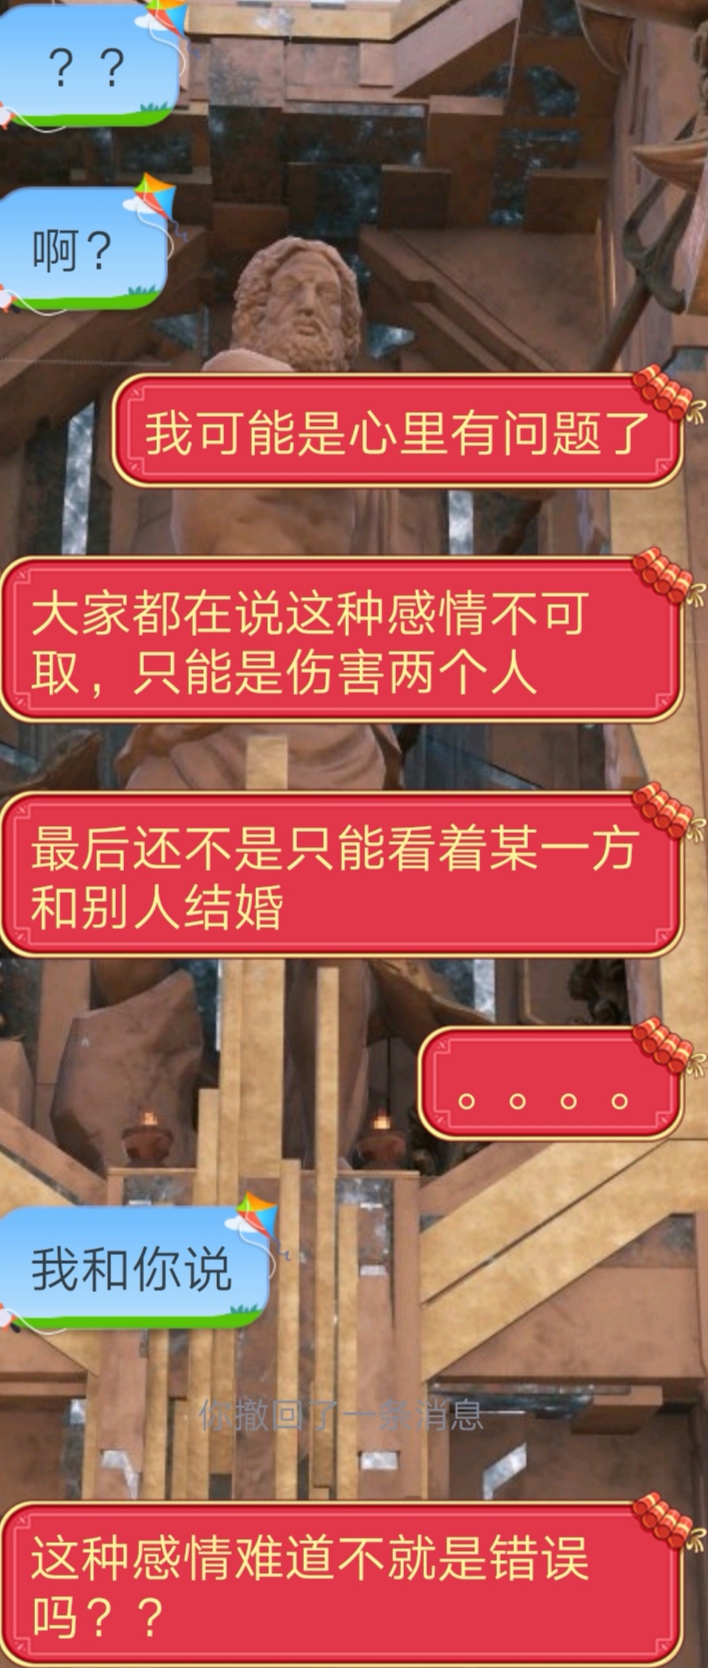 ？？
啊？
我可能是心里有问题了
大家都在说这种感情不可
取，只能是伤害两个人
最后还不是只能看着某一方
和别人结婚
。。。。
我和你说
你撤回了一条消息
这种感情难道不就是错误
吗？？